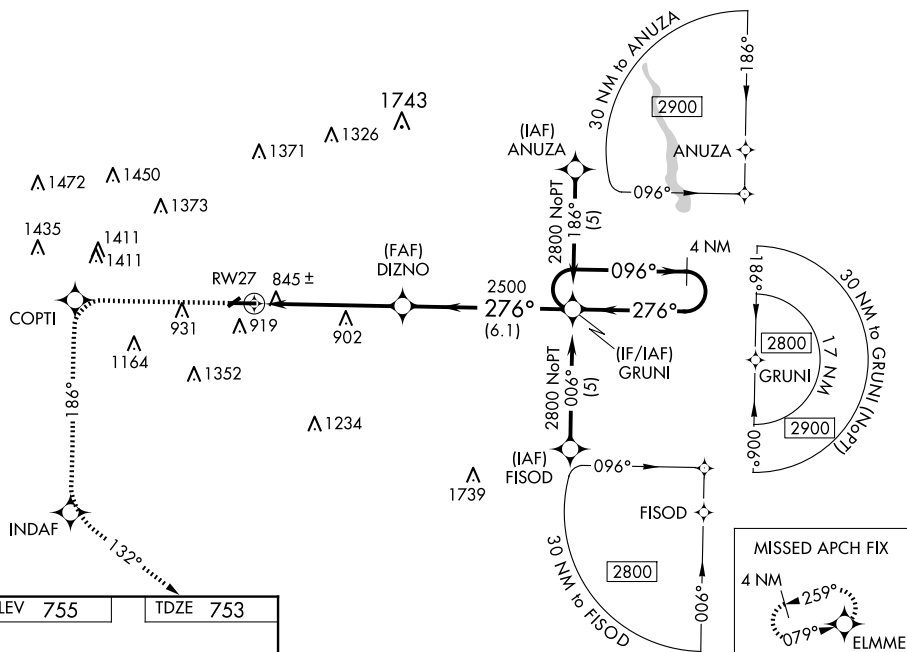 30 NM to ANUZA
186°
2900
ANUZA
096°
1743
1326
1371
(IAF)
ANUZA
1472
1450
1373
2800 NoPT
186°
(5)
1435
1411
1411
(FAF)
DIZNO
096°
4 NM
RW27
845 ±
2500
276°
(6.1)
276°
COPTI
931
919
902
(IF/IAF)
GRUNI
186°
30 NM to GRUNI (NoPT)
2800
17 NM
GRUNI
2900
006°
1164
1352
2800 NoPT
006°
(5)
186°
1234
(IAF)
FISOD
1739
096°
FISOD
30 NM to FISOD
2800
006°
INDAF
132°
MISSED APCH FIX
4 NM
259°
079°
ELMME
LEV 755
TDZE 753